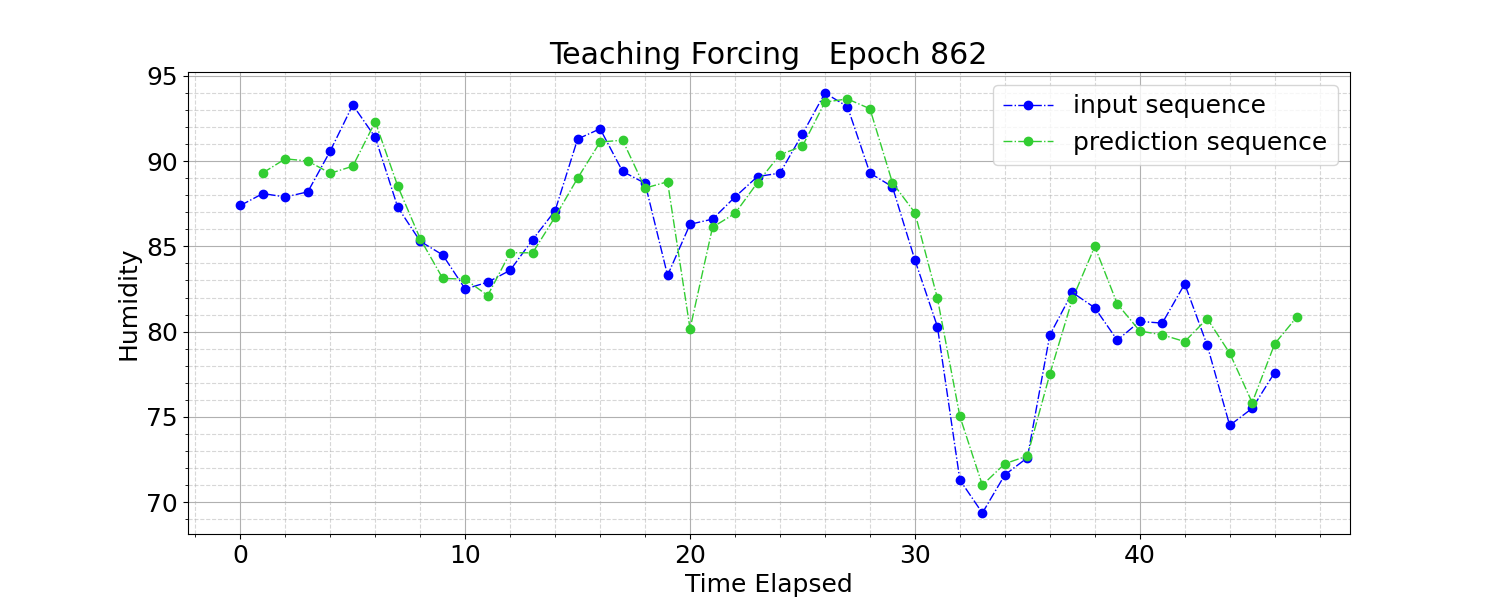 Teaching Forcing   Epoch 862
95
90
85
80
75
70
Humidity
input sequence
prediction sequence
0 10 20 30 40
Time Elapsed